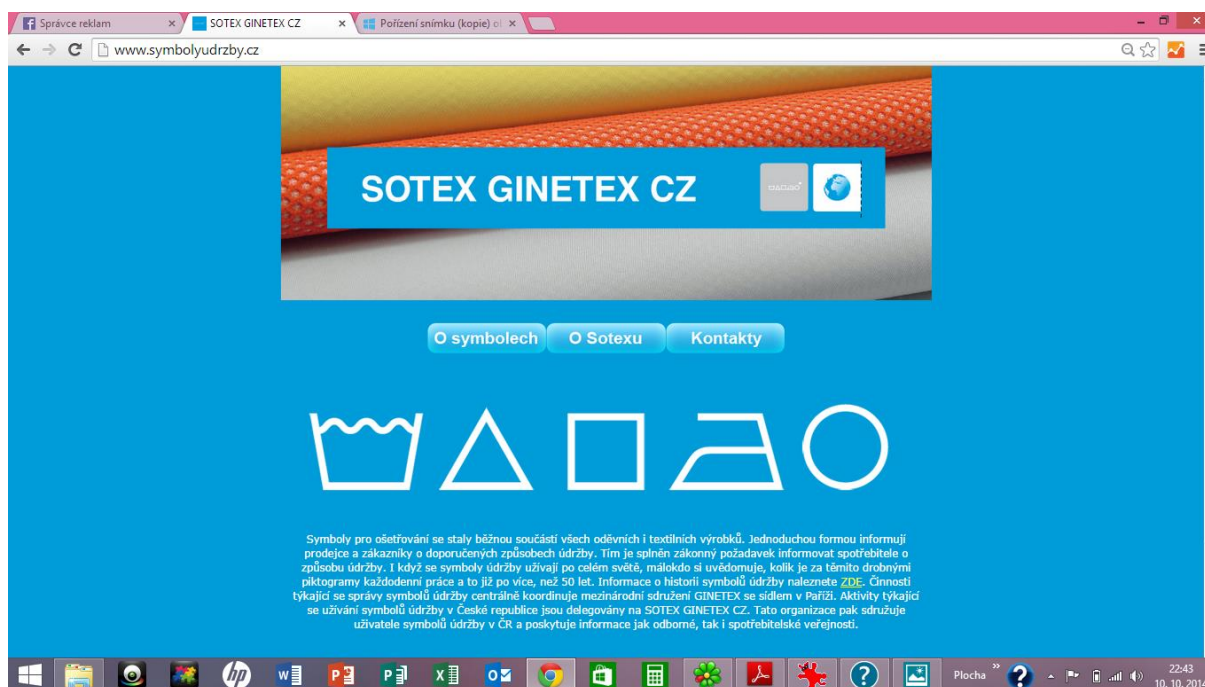 Správce reklam
SOTEX GINETEX CZ
Pořízení snímku (kopie) ol
www.symbolyudrzby.cz
SOTEX GINETEX CZ
O symbolech
O Sotexu
Kontakty
Symboly pro ošetřování se staly běžnou součástí všech oděvních i textilních výrobků. Jednoduchou formou informují
prodejce a zákazníky o doporučených způsobech údržby. Tím je splněn zákonný požadavek informovat spotřebitele o
způsobu údržby. I když se symboly údržby užívají po celém světě, málokdo si uvědomuje, kolik je za těmito drobnými
piktogramy každodenní práce a to již po více, než 50 let. Informace o historii symbolů údržby naleznete ZDE. Činnosti
týkající se správy symbolů údržby centrálně koordinuje mezinárodní sdružení GINETEX se sídlem v Paříži. Aktivity týkající
se užívání symbolů údržby v České republice jsou delegovány na SOTEX GINETEX CZ. Tato organizace pak sdružuje
uživatele symbolů údržby v ČR a poskytuje informace jak odborné, tak i spotřebitelské veřejnosti.
Plocha
22:43
10. 10. 2014